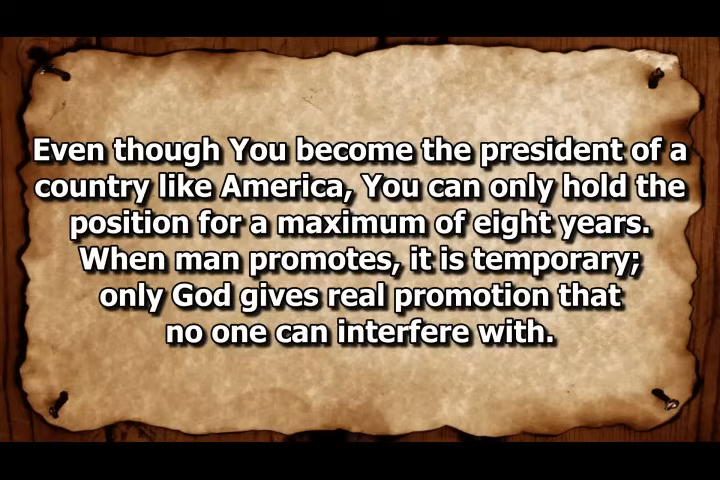 Even though You become the president of a
country like America, You can only hold the
position for a maximum of eight years.
When man promotes, it is temporary;
only God gives real promotion that
no one can interfere with.